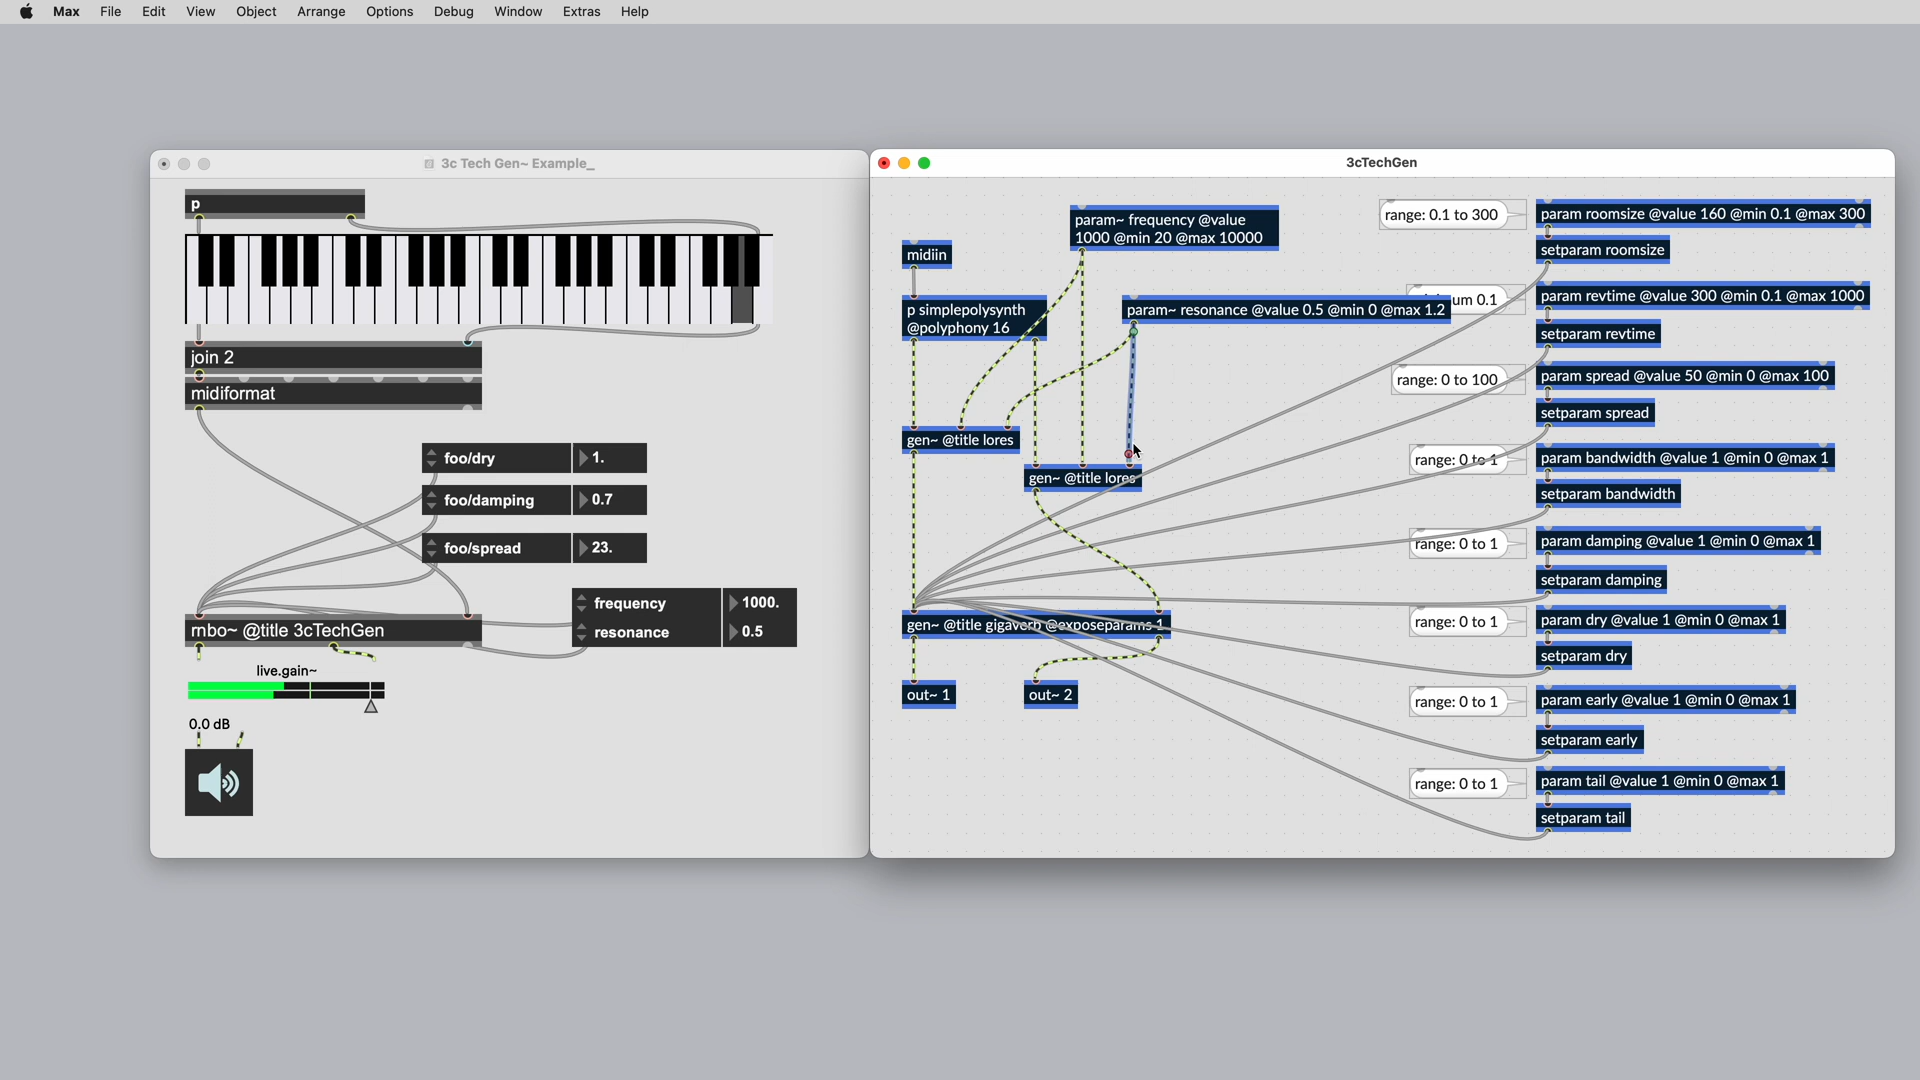 Max File Edit View Object Arrange Options Debug Window Extras Help
3c Tech Gen~ Example_
p
join 2
midiformat
foo/dry 1.
foo/damping 0.7
foo/spread 23.
frequency 1000.
resonance 0.5
rnbo~ @title 3cTechGen
live.gain~
0.0 dB
3cTechGen
midiin
param~ frequency @value
1000 @min 20 @max 10000
p simplepolysynth
@polyphony 16
param~ resonance @value 0.5 @min 0 @max 1.2
gen~ @title lores
gen~ @title lores
gen~ @title gigaverb @exposeparams 1
out~ 1
out~ 2
range: 0.1 to 300
param roomsize @value 160 @min 0.1 @max 300
setparam roomsize
0.1
param revtime @value 300 @min 0.1 @max 1000
setparam revtime
range: 0 to 100
param spread @value 50 @min 0 @max 100
setparam spread
range: 0 to 1
param bandwidth @value 1 @min 0 @max 1
setparam bandwidth
range: 0 to 1
param damping @value 1 @min 0 @max 1
setparam damping
range: 0 to 1
param dry @value 1 @min 0 @max 1
setparam dry
range: 0 to 1
param early @value 1 @min 0 @max 1
setparam early
range: 0 to 1
param tail @value 1 @min 0 @max 1
setparam tail